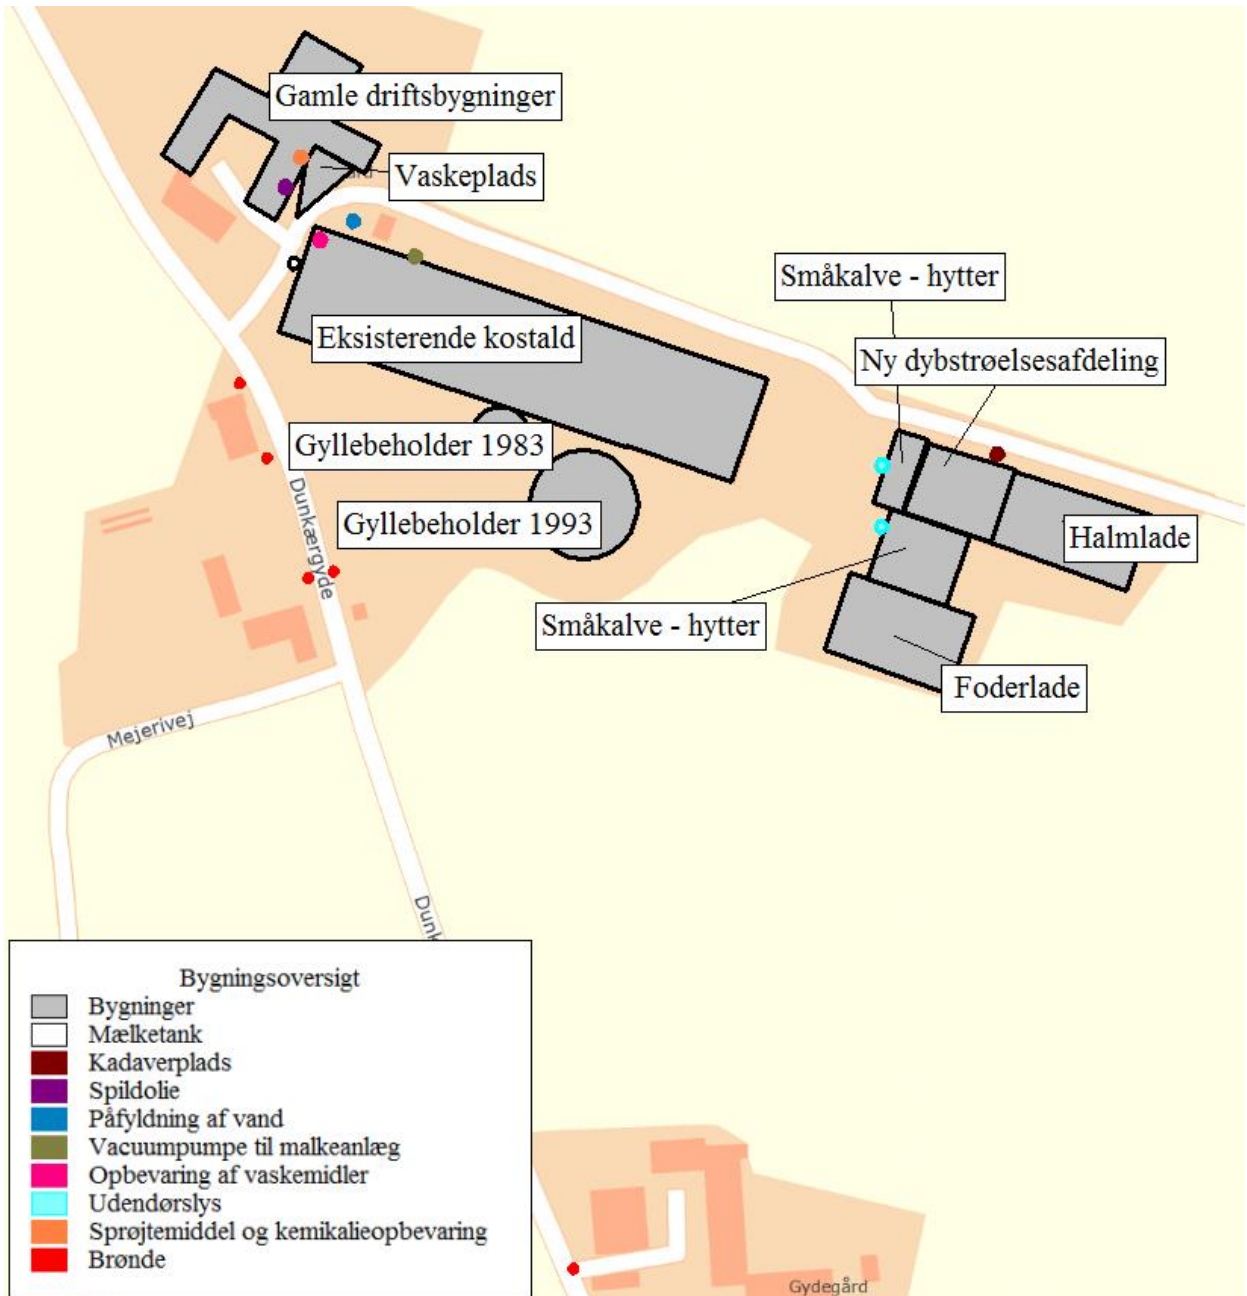 Gamle driftsbygninger
Vaskeplads
Småkalve - hytter
Eksisterende kostald
Ny dybstrøelsesafdeling
Gyllebeholder 1983
Dunkærgyde
Gyllebeholder 1993
Halmlade
Småkalve - hytter
Foderlade
Mejerivej
Bygningsoversigt
Bygninger
Mælketank
Kadaverplads
Spildolie
Påfyldning af vand
Vacuumpumpe til malkeanlæg
Opbevaring af vaskemidler
Udendørslys
Sprøjtemiddel og kemikalieopbevaring
Brønde
Gydegård